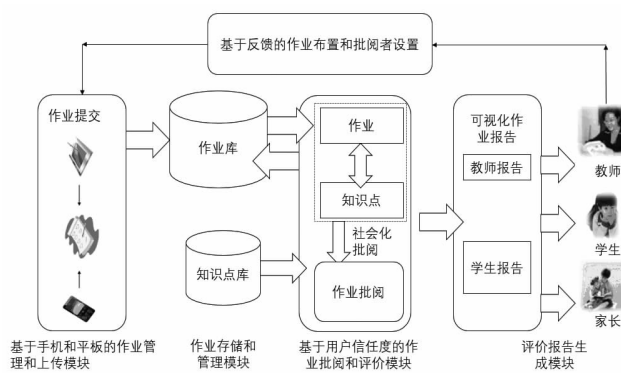 基于反馈的作业布置和批阅者设置
作业提交
作业库
知识点库
作业
知识点
社会化
批阅
作业批阅
可视化作
业报告
教师报告
学生报告
教师
学生
家长
基于手机和平板的作业管
理和上传模块
作业存储和
管理模块
基于用户信任度的作
业批阅和评价模块
评价报告生
成模块